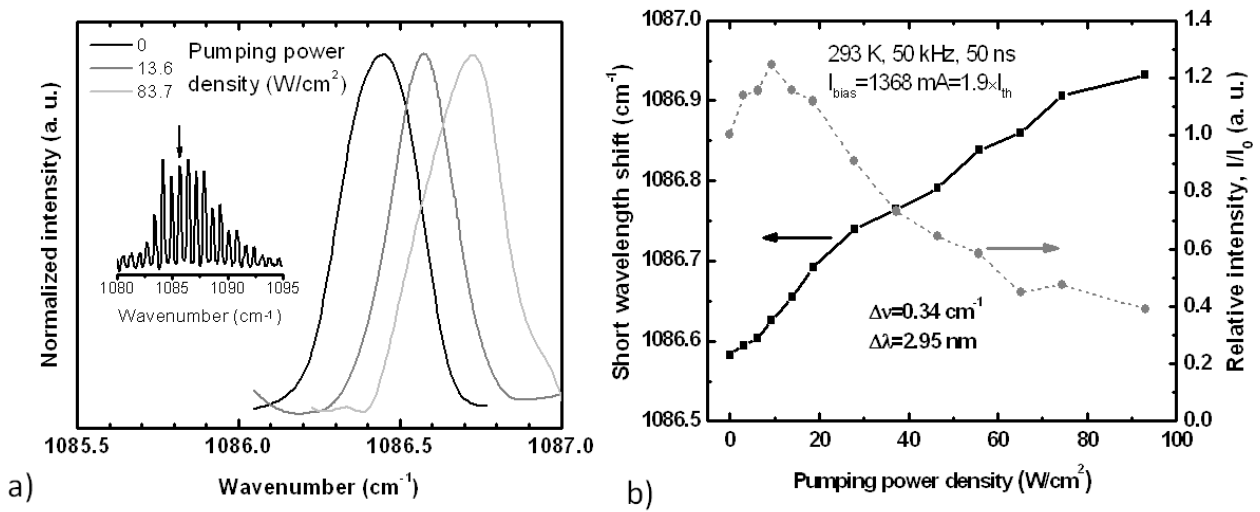 0
13.6
83.7
Pumping power
density (W/cm²)
Normalized intensity (a. u.)
1080 1085 1090 1095
Wavenumber (cm⁻¹)
1085.5 1086.0 1086.5 1087.0
Wavenumber (cm⁻¹)
a)
1087.0
1086.9
1086.8
1086.7
1086.6
1086.5
Short wavelength shift (cm⁻¹)
293 K, 50 kHz, 50 ns
I_bias=1368 mA=1.9×I_th
Δν=0.34 cm⁻¹
Δλ=2.95 nm
1.4
1.2
1.0
0.8
0.6
0.4
0.2
0.0
Relative intensity, I/I₀ (a. u.)
0 20 40 60 80 100
Pumping power density (W/cm²)
b)